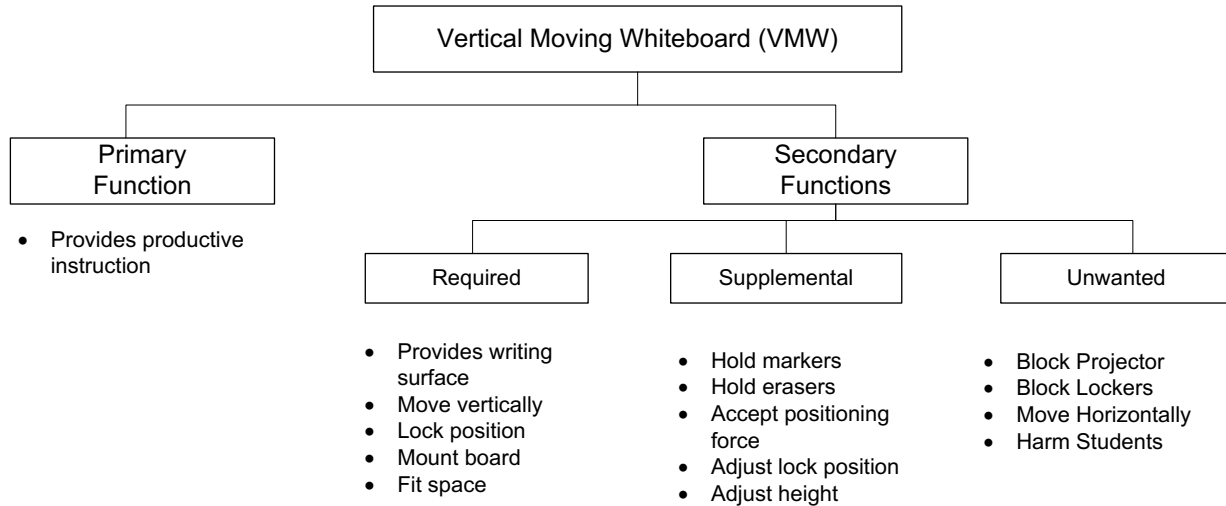 Vertical Moving Whiteboard (VMW)
Primary
Function
Secondary
Functions
• Provides productive
instruction
Required
Supplemental
Unwanted
• Provides writing
surface
• Move vertically
• Lock position
• Mount board
• Fit space
• Hold markers
• Hold erasers
• Accept positioning
force
• Adjust lock position
• Adjust height
• Block Projector
• Block Lockers
• Move Horizontally
• Harm Students